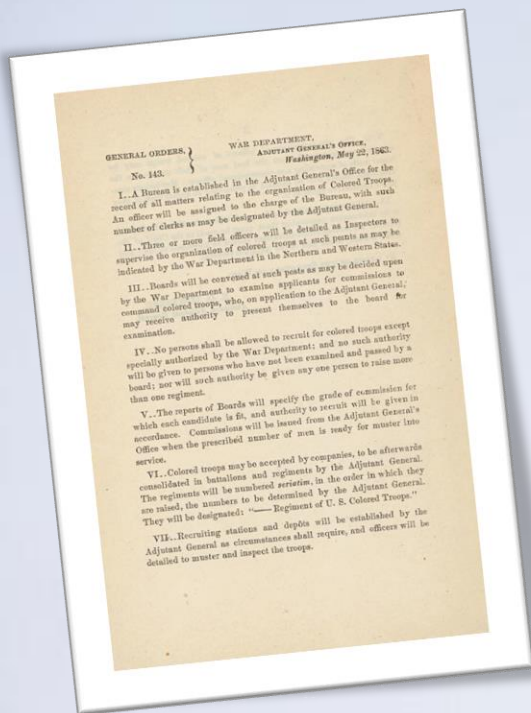 GENERAL ORDERS,
No. 143.
WAR DEPARTMENT,
ADJUTANT GENERAL'S OFFICE,
Washington, May 22, 1863.
I..A Bureau is established in the Adjutant General's Office for the
record of all matters relating to the organization of Colored Troops.
An officer will be assigned to the charge of the Bureau, with such
number of clerks as may be designated by the Adjutant General.
II..Three or more field officers will be detailed as Inspectors to
supervise the organization of colored troops at such points as may be
indicated by the War Department in the Northern and Western States.
III..Boards will be convened at such posts as may be decided upon
by the War Department to examine applicants for commissions to
command colored troops, who, on application to the Adjutant General,
may receive authority to present themselves to the board for
examination.
IV..No persons shall be allowed to recruit for colored troops except
specially authorized by the War Department; and no such authority
will be given to persons who have not been examined and passed by a
board; nor will such authority be given any one person to raise more
than one regiment.
V..The reports of Boards will specify the grade of commission for
which each candidate is fit, and authority to recruit will be given in
accordance. Commissions will be issued from the Adjutant General's
Office when the prescribed number of men is ready for muster into
service.
VI..Colored troops may be accepted by companies, to be afterwards
consolidated in battalions and regiments by the Adjutant General.
The regiments will be numbered seriatim, in the order in which they
are raised, the numbers to be determined by the Adjutant General.
They will be designated: "—— Regiment of U. S. Colored Troops."
VII..Recruiting stations and depôts will be established by the
Adjutant General as circumstances shall require, and officers will be
detailed to muster and inspect the troops.